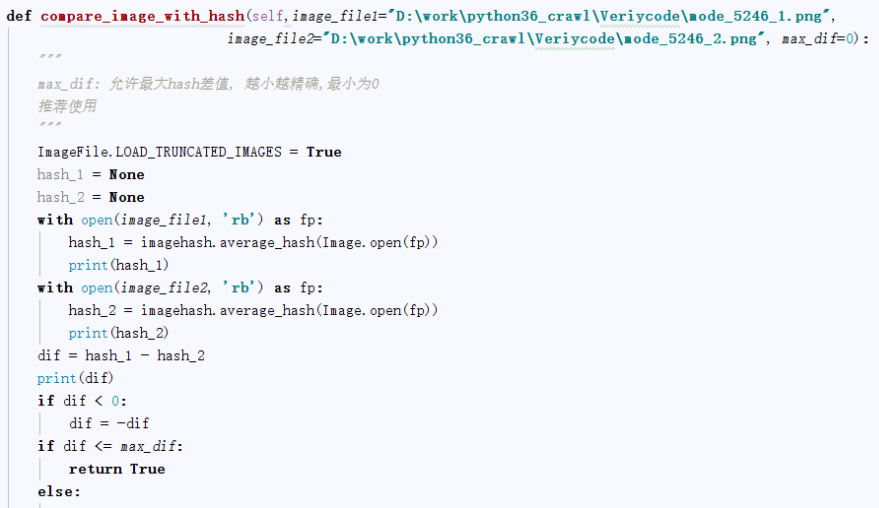 def compare_image_with_hash(self,image_file1="D:\work\python36_crawl\Veriycode\mode_5246_1.png",
image_file2="D:\work\python36_crawl\Veriycode\mode_5246_2.png", max_dif=0):
"""
max_dif: 允许最大hash差值, 越小越精确,最小为0
推荐使用
"""
ImageFile.LOAD_TRUNCATED_IMAGES = True
hash_1 = None
hash_2 = None
with open(image_file1, 'rb') as fp:
hash_1 = imagehash.average_hash(Image.open(fp))
print(hash_1)
with open(image_file2, 'rb') as fp:
hash_2 = imagehash.average_hash(Image.open(fp))
print(hash_2)
dif = hash_1 - hash_2
print(dif)
if dif < 0:
dif = -dif
if dif <= max_dif:
return True
else: